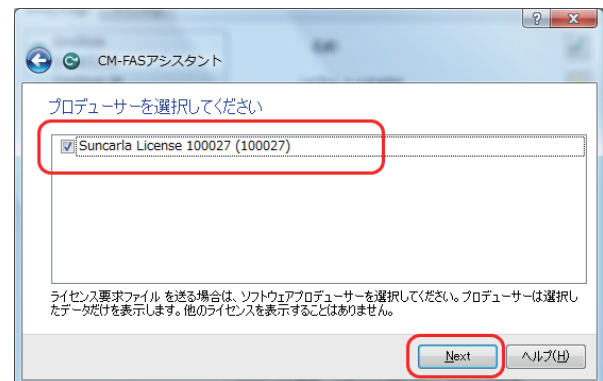 CM-FASアシスタント
プロデューサーを選択してください
Suncarla License 100027 (100027)
ライセンス要求ファイル を送る場合は、ソフトウェアプロデューサーを選択してください。プロデューサーは選択し
たデータだけを表示します。他のライセンスを表示することはありません。
Next ヘルプ(H)